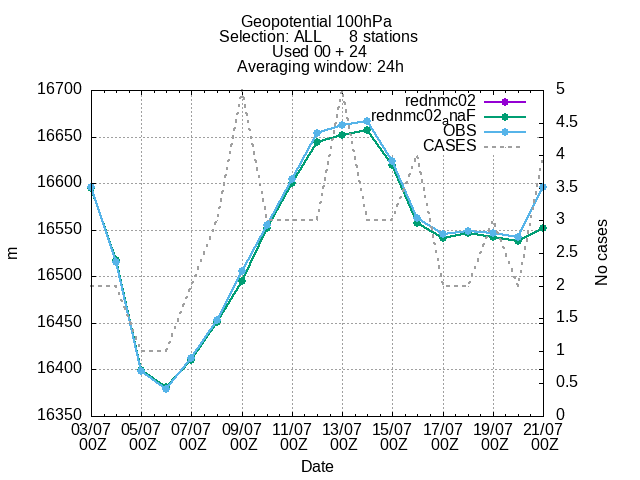 Geopotential 100hPa
Selection: ALL      8 stations
Used 00 + 24
Averaging window: 24h
16700
16650
16600
16550
16500
16450
16400
16350
m
5
4.5
4
3.5
3
2.5
2
1.5
1
0.5
0
No cases
rednmc02
rednmc02anaF
OBS
CASES
03/07 05/07 07/07 09/07 11/07 13/07 15/07 17/07 19/07 21/07
00Z 00Z 00Z 00Z 00Z 00Z 00Z 00Z 00Z 00Z
Date